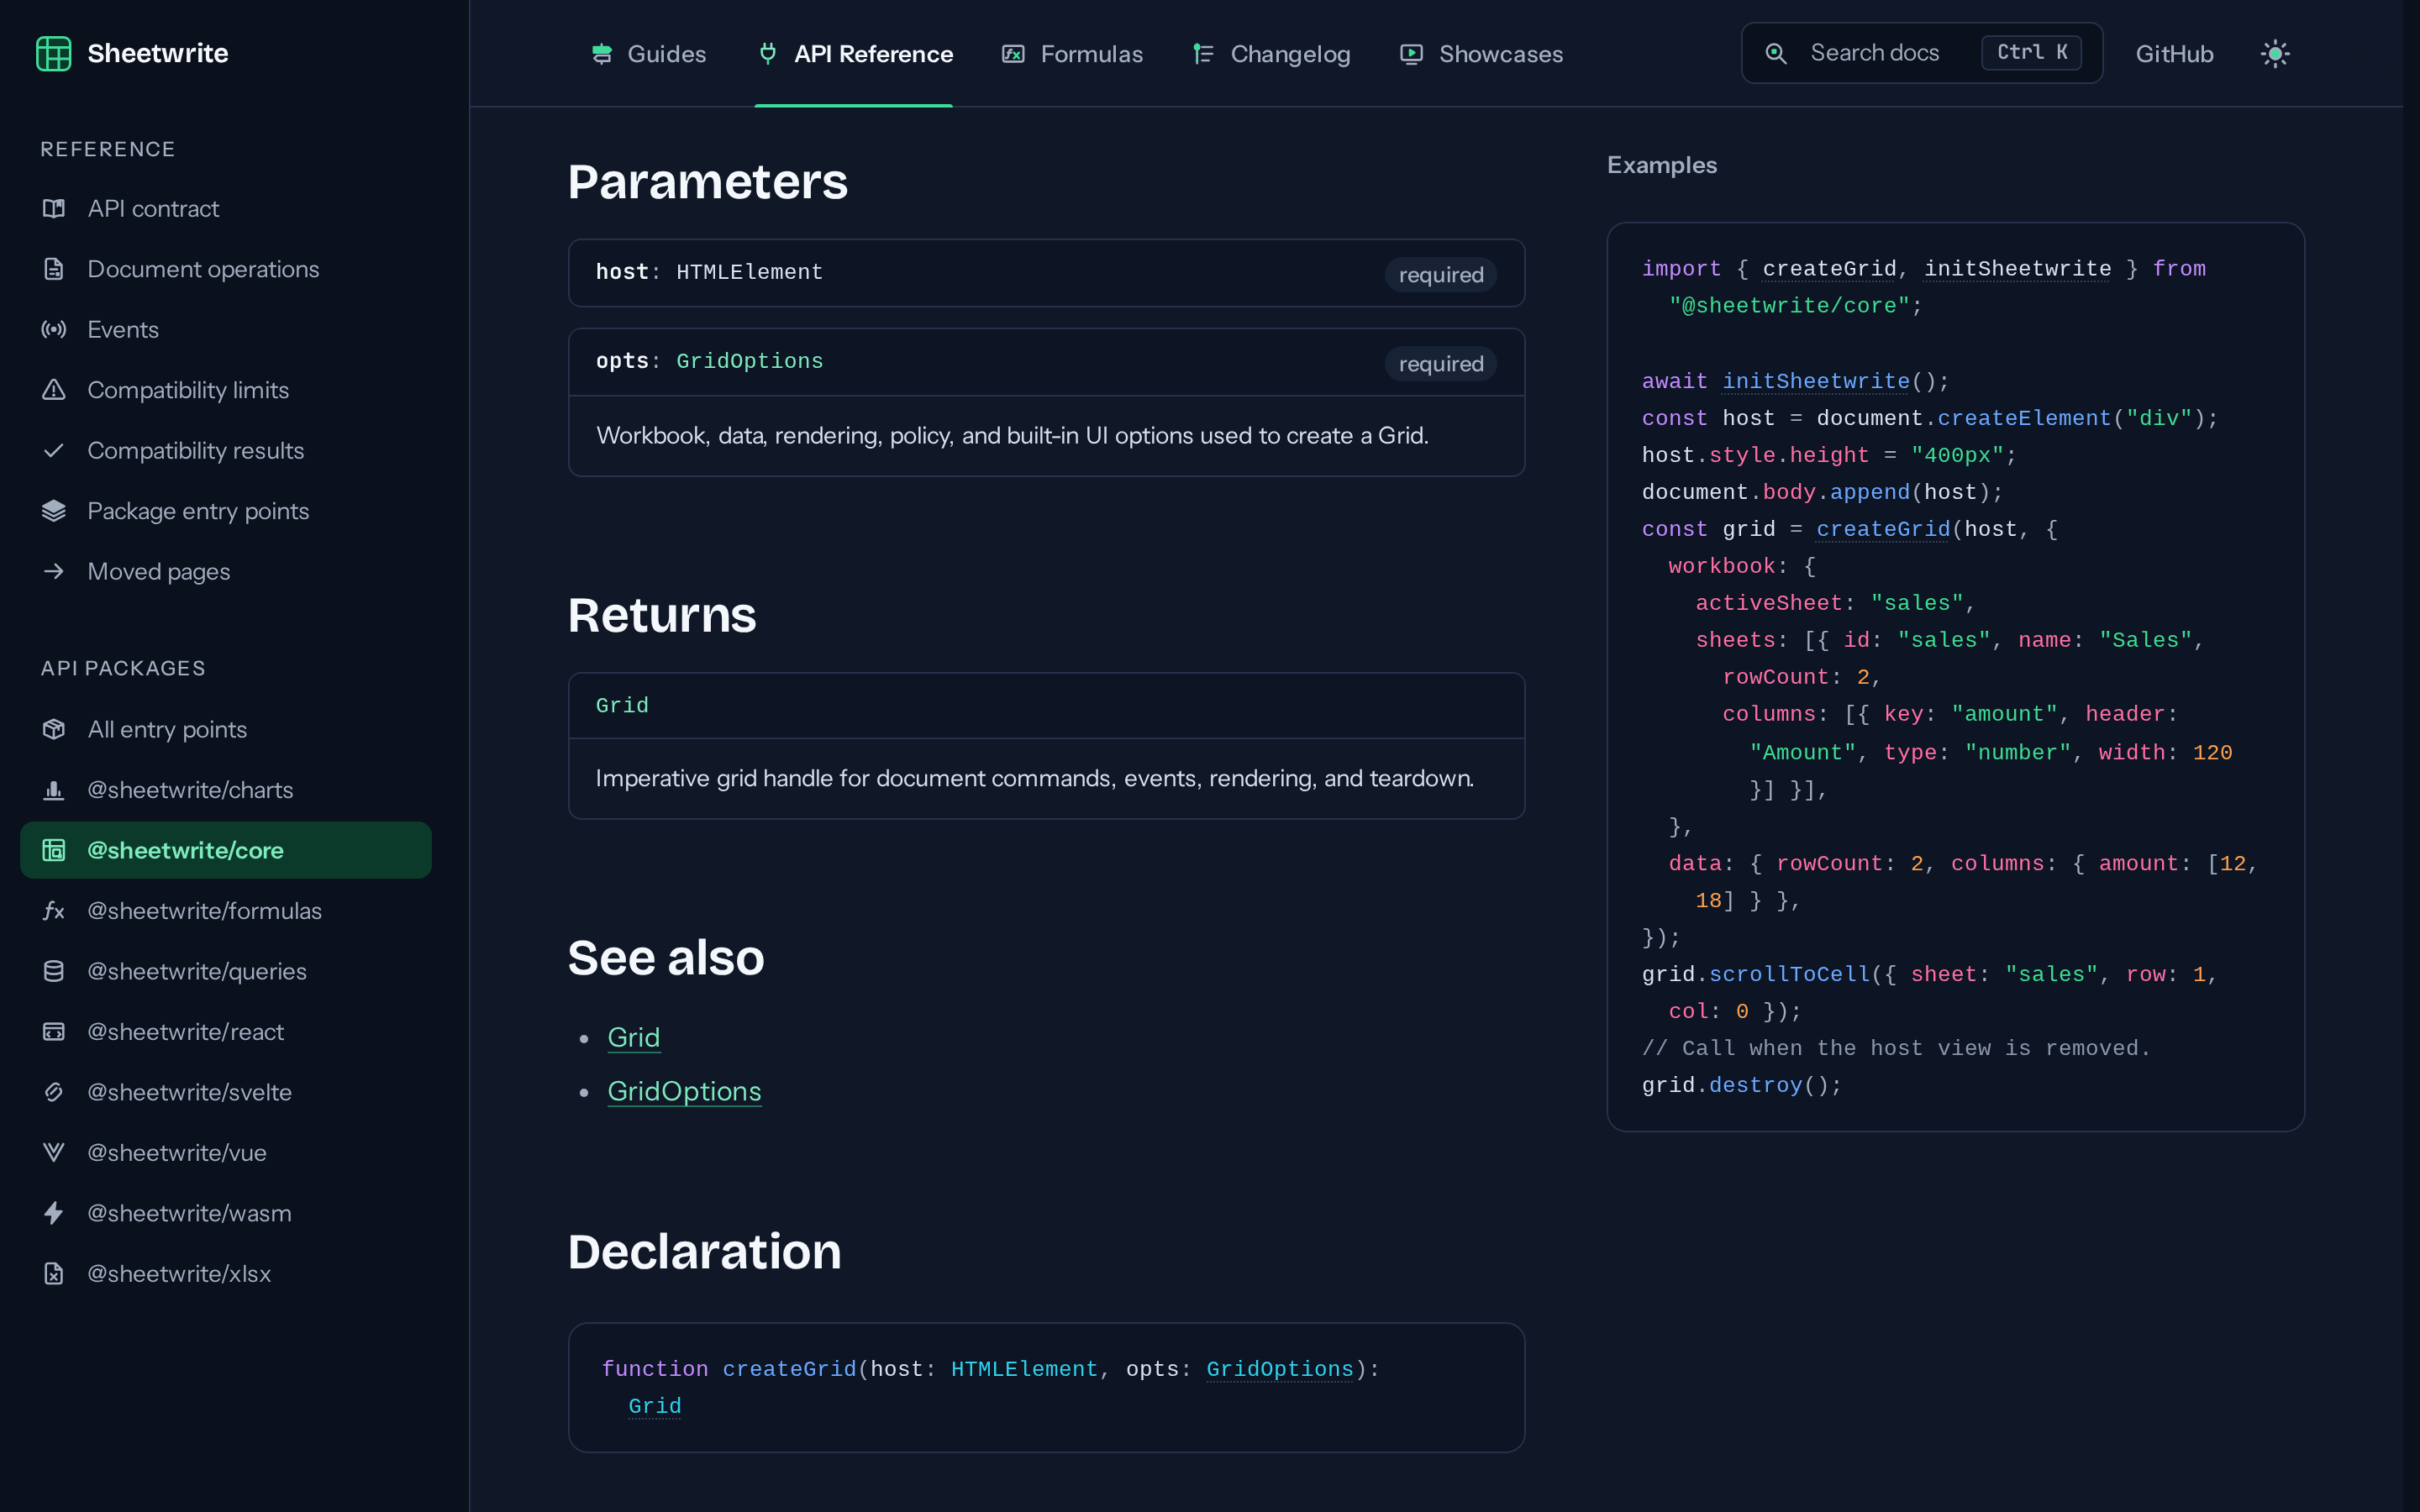 Sheetwrite
Guides
API Reference
Formulas
Changelog
Showcases
Search docs
Ctrl K
GitHub
REFERENCE
API contract
Document operations
Events
Compatibility limits
Compatibility results
Package entry points
Moved pages
API PACKAGES
All entry points
@sheetwrite/charts
@sheetwrite/core
@sheetwrite/formulas
@sheetwrite/queries
@sheetwrite/react
@sheetwrite/svelte
@sheetwrite/vue
@sheetwrite/wasm
@sheetwrite/xlsx
Parameters
host: HTMLElement
required
opts: GridOptions
required
Workbook, data, rendering, policy, and built-in UI options used to create a Grid.
Returns
Grid
Imperative grid handle for document commands, events, rendering, and teardown.
See also
Grid
GridOptions
Declaration
function createGrid(host: HTMLElement, opts: GridOptions):
Grid
Examples
import { createGrid, initSheetwrite } from
"@sheetwrite/core";
await initSheetwrite();
const host = document.createElement("div");
host.style.height = "400px";
document.body.append(host);
const grid = createGrid(host, {
workbook: {
activeSheet: "sales",
sheets: [{ id: "sales", name: "Sales",
rowCount: 2,
columns: [{ key: "amount", header:
"Amount", type: "number", width: 120
}] }],
},
data: { rowCount: 2, columns: { amount: [12,
18] } },
});
grid.scrollToCell({ sheet: "sales", row: 1,
col: 0 });
// Call when the host view is removed.
grid.destroy();